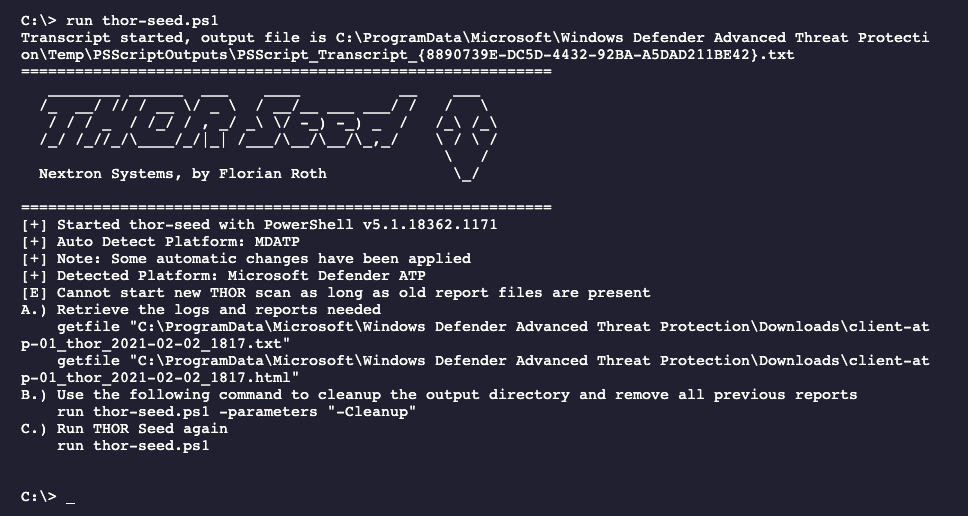 C:\> run thor-seed.ps1
Transcript started, output file is C:\ProgramData\Microsoft\Windows Defender Advanced Threat Protecti
on\Temp\PSScriptOutputs\PSScript_Transcript_{8890739E-DC5D-4432-92BA-A5DAD211BE42}.txt
===========================================================
THOR Seed
Nextron Systems, by Florian Roth
===========================================================
[+] Started thor-seed with PowerShell v5.1.18362.1171
[+] Auto Detect Platform: MDATP
[+] Note: Some automatic changes have been applied
[+] Detected Platform: Microsoft Defender ATP
[E] Cannot start new THOR scan as long as old report files are present
A.) Retrieve the logs and reports needed
    getfile "C:\ProgramData\Microsoft\Windows Defender Advanced Threat Protection\Downloads\client-at
p-01_thor_2021-02-02_1817.txt"
    getfile "C:\ProgramData\Microsoft\Windows Defender Advanced Threat Protection\Downloads\client-at
p-01_thor_2021-02-02_1817.html"
B.) Use the following command to cleanup the output directory and remove all previous reports
    run thor-seed.ps1 -parameters "-Cleanup"
C.) Run THOR Seed again
    run thor-seed.ps1
C:\> _